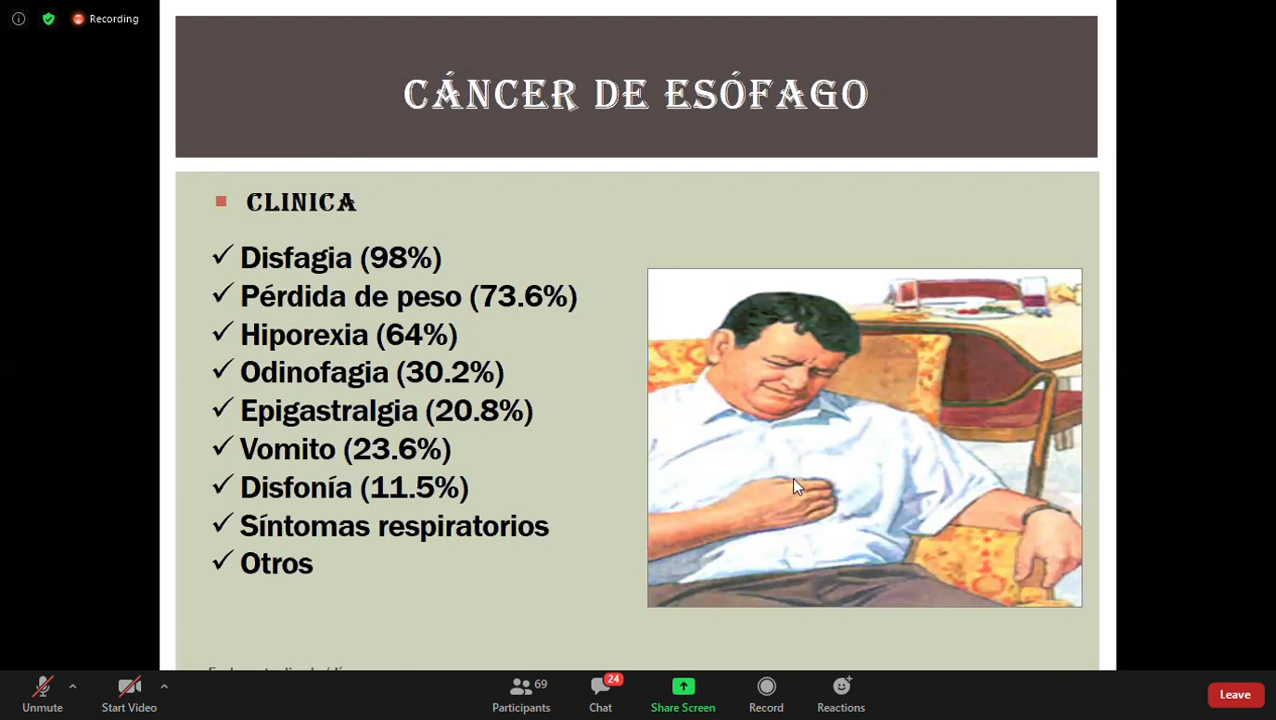 Recording
CÁNCER DE ESÓFAGO
CLINICA
Disfagia (98%)
Pérdida de peso (73.6%)
Hiporexia (64%)
Odinofagia (30.2%)
Epigastralgia (20.8%)
Vomito (23.6%)
Disfonía (11.5%)
Síntomas respiratorios
Otros
69
24
Unmute
Start Video
Participants
Chat
Share Screen
Record
Reactions
Leave